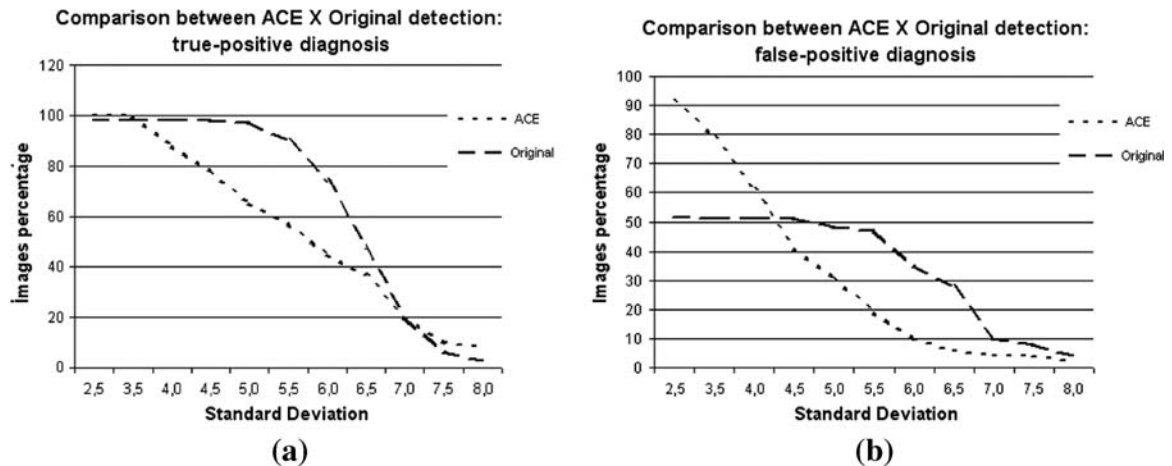 Comparison between ACE X Original detection:
true-positive diagnosis
120
100
80
60
40
20
0
images percentage
ACE
Original
2,5 3,5 4,0 4,5 5,0 5,5 6,0 6,5 7,0 7,5 8,0
Standard Deviation
(a)
Comparison between ACE X Original detection:
false-positive diagnosis
100
90
80
70
60
50
40
30
20
10
0
Images percentage
ACE
Original
2,5 3,5 4,0 4,5 5,0 5,5 6,0 6,5 7,0 7,5 8,0
Standard Deviation
(b)